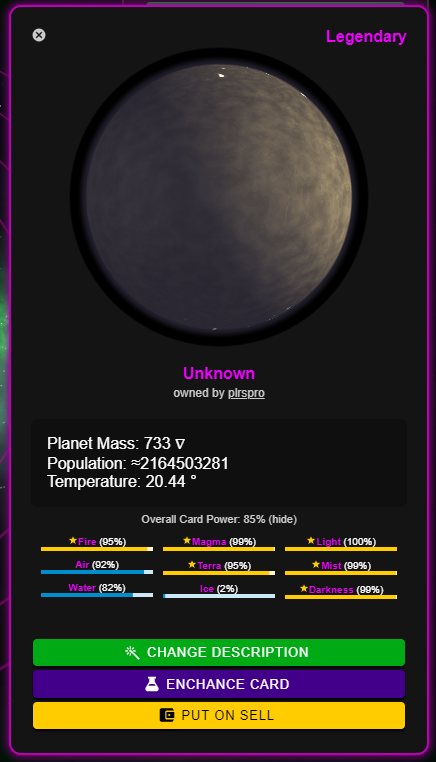 Legendary
Unknown
owned by plrspro
Planet Mass: 733 ∇
Population: ≈2164503281
Temperature: 20.44 °
Overall Card Power: 85% (hide)
★Fire (95%) ★Magma (99%) ★Light (100%)
Air (92%) ★Terra (95%) ★Mist (99%)
Water (82%) Ice (2%) ★Darkness (99%)
CHANGE DESCRIPTION
ENCHANCE CARD
PUT ON SELL